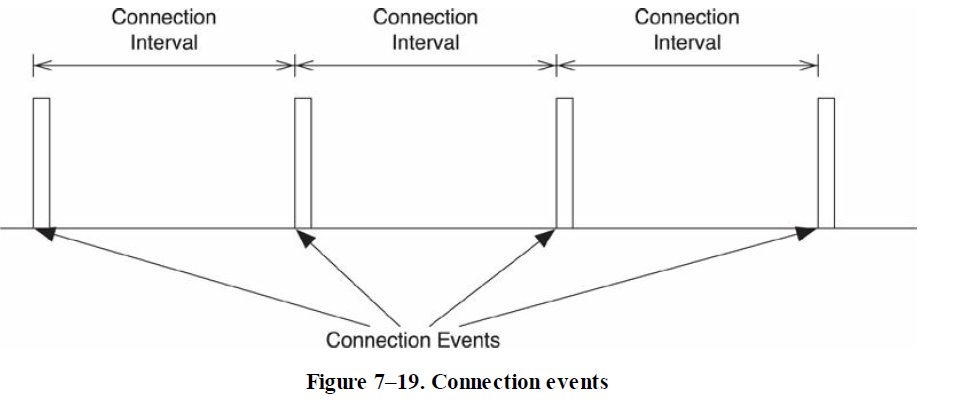 Connection
Interval
Connection
Interval
Connection
Interval
Connection Events
Figure 7–19. Connection events